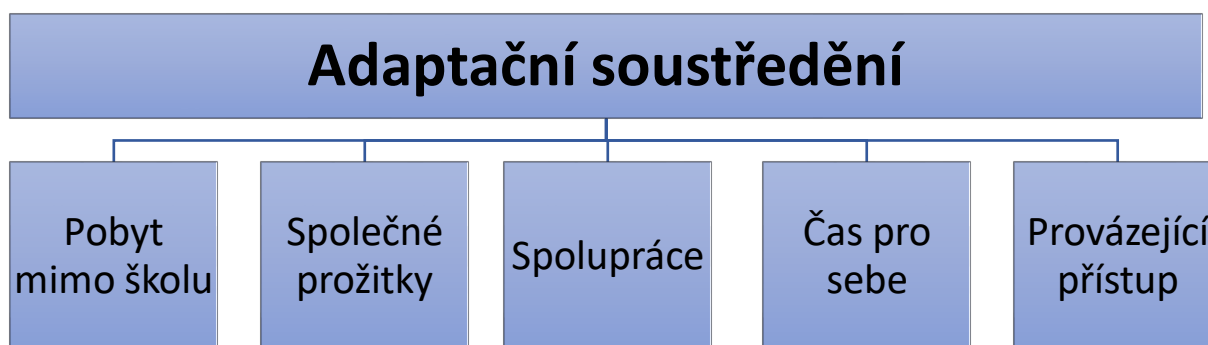 Adaptační soustředění
Pobyt
mimo školu
Společné
prožitky
Spolupráce
Čas pro
sebe
Provázející
přístup